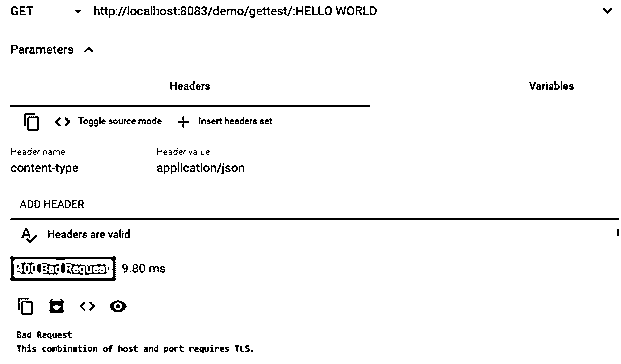 GET http://localhost:8083/demo/gettest/:HELLO WORLD
Parameters
Headers Variables
Toggle source mode Insert headers set
Header name Header value
content-type application/json
ADD HEADER
Headers are valid
400 Bad Request 9.80 ms
Bad Request
This combination of host and port requires TLS.